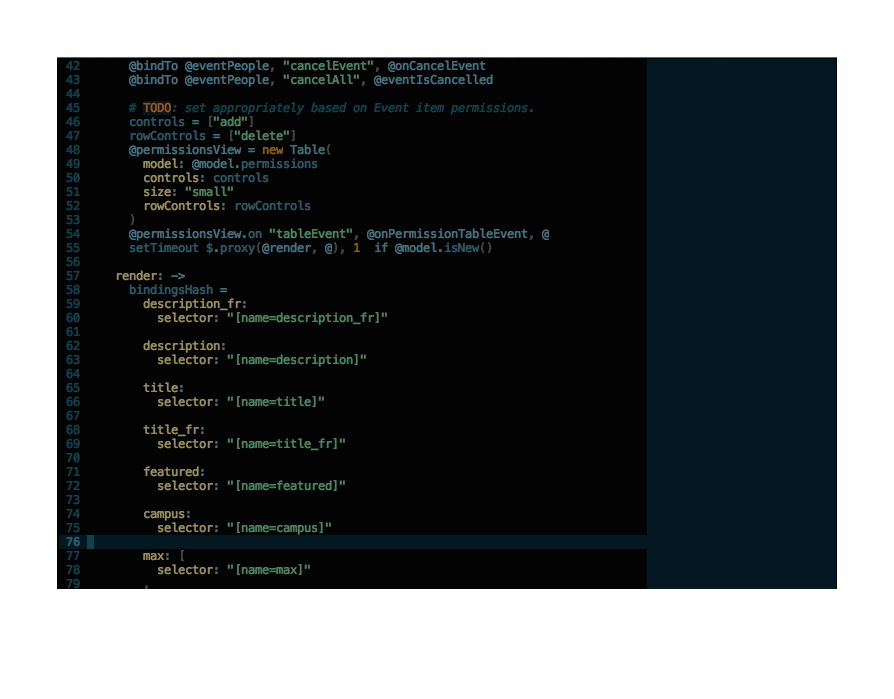 42 @bindTo @eventPeople, "cancelEvent", @onCancelEvent
43 @bindTo @eventPeople, "cancelAll", @eventIsCancelled
44
45 # TODO: set appropriately based on Event item permissions.
46 controls = ["add"]
47 rowControls = ["delete"]
48 @permissionsView = new Table(
49 model: @model.permissions
50 controls: controls
51 size: "small"
52 rowControls: rowControls
53 )
54 @permissionsView.on "tableEvent", @onPermissionTableEvent, @
55 setTimeout $.proxy(@render, @), 1  if @model.isNew()
56
57 render: ->
58 bindingsHash =
59 description_fr:
60 selector: "[name=description_fr]"
61
62 description:
63 selector: "[name=description]"
64
65 title:
66 selector: "[name=title]"
67
68 title_fr:
69 selector: "[name=title_fr]"
70
71 featured:
72 selector: "[name=featured]"
73
74 campus:
75 selector: "[name=campus]"
76
77 max: [
78 selector: "[name=max]"
79 ,